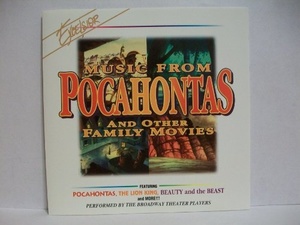 Excelsior
MUSIC FROM
POCAHONTAS
AND OTHER
FAMILY MOVIES
FEATURING
POCAHONTAS, THE LION KING, BEAUTY and the BEAST
and MORE!!!
PERFORMED BY THE BROADWAY THEATER PLAYERS